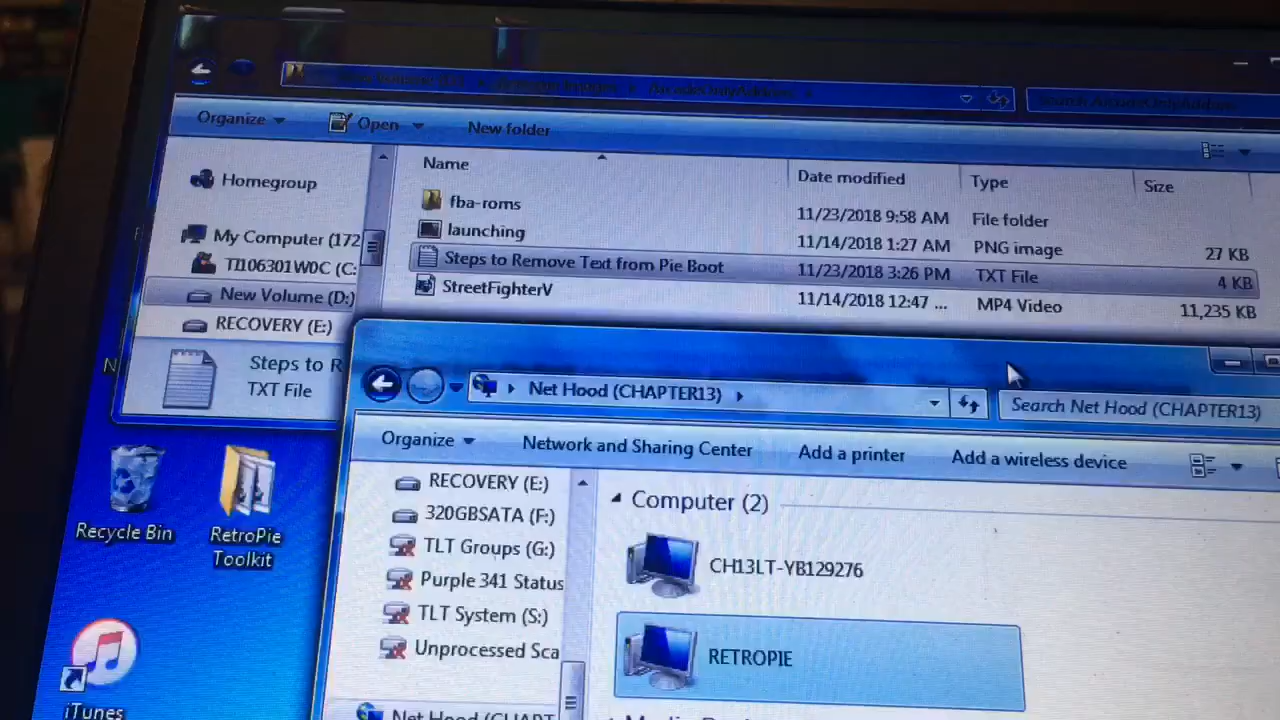 Organize
Open
New folder
Name
Date modified
Type
Size
Homegroup
fba-roms
11/23/2018 9:58 AM
File folder
My Computer (172
launching
11/14/2018 1:27 AM
PNG image
27 KB
TI106301W0C (C:
Steps to Remove Text from Pie Boot
11/23/2018 3:26 PM
TXT File
4 KB
New Volume (D:)
StreetFighterV
11/14/2018 12:47 ...
MP4 Video
11,235 KB
RECOVERY (E:)
Steps to R
TXT File
Net Hood (CHAPTER13)
Search Net Hood (CHAPTER13)
Organize
Network and Sharing Center
Add a printer
Add a wireless device
RECOVERY (E:)
320GBSATA (F:)
TLT Groups (G:)
Purple 341 Status
TLT System (S:)
Unprocessed Sca
Net Hood (CHAPT
Computer (2)
CH13LT-YB129276
RETROPIE
Recycle Bin
RetroPie
Toolkit
iTunes